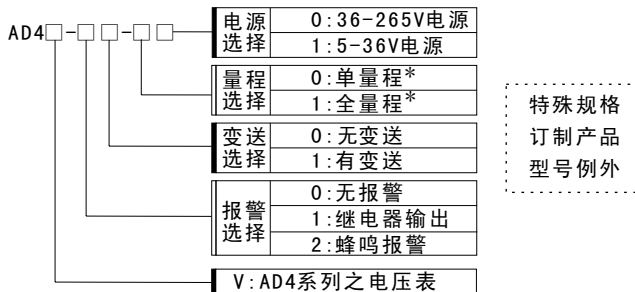 AD4□-□□-□□
电源选择
0:36-265V电源
1:5-36V电源
量程选择
0:单量程*
1:全量程*
变送选择
0:无变送
1:有变送
报警选择
0:无报警
1:继电器输出
2:蜂鸣报警
V:AD4系列之电压表
特殊规格
订制产品
型号例外